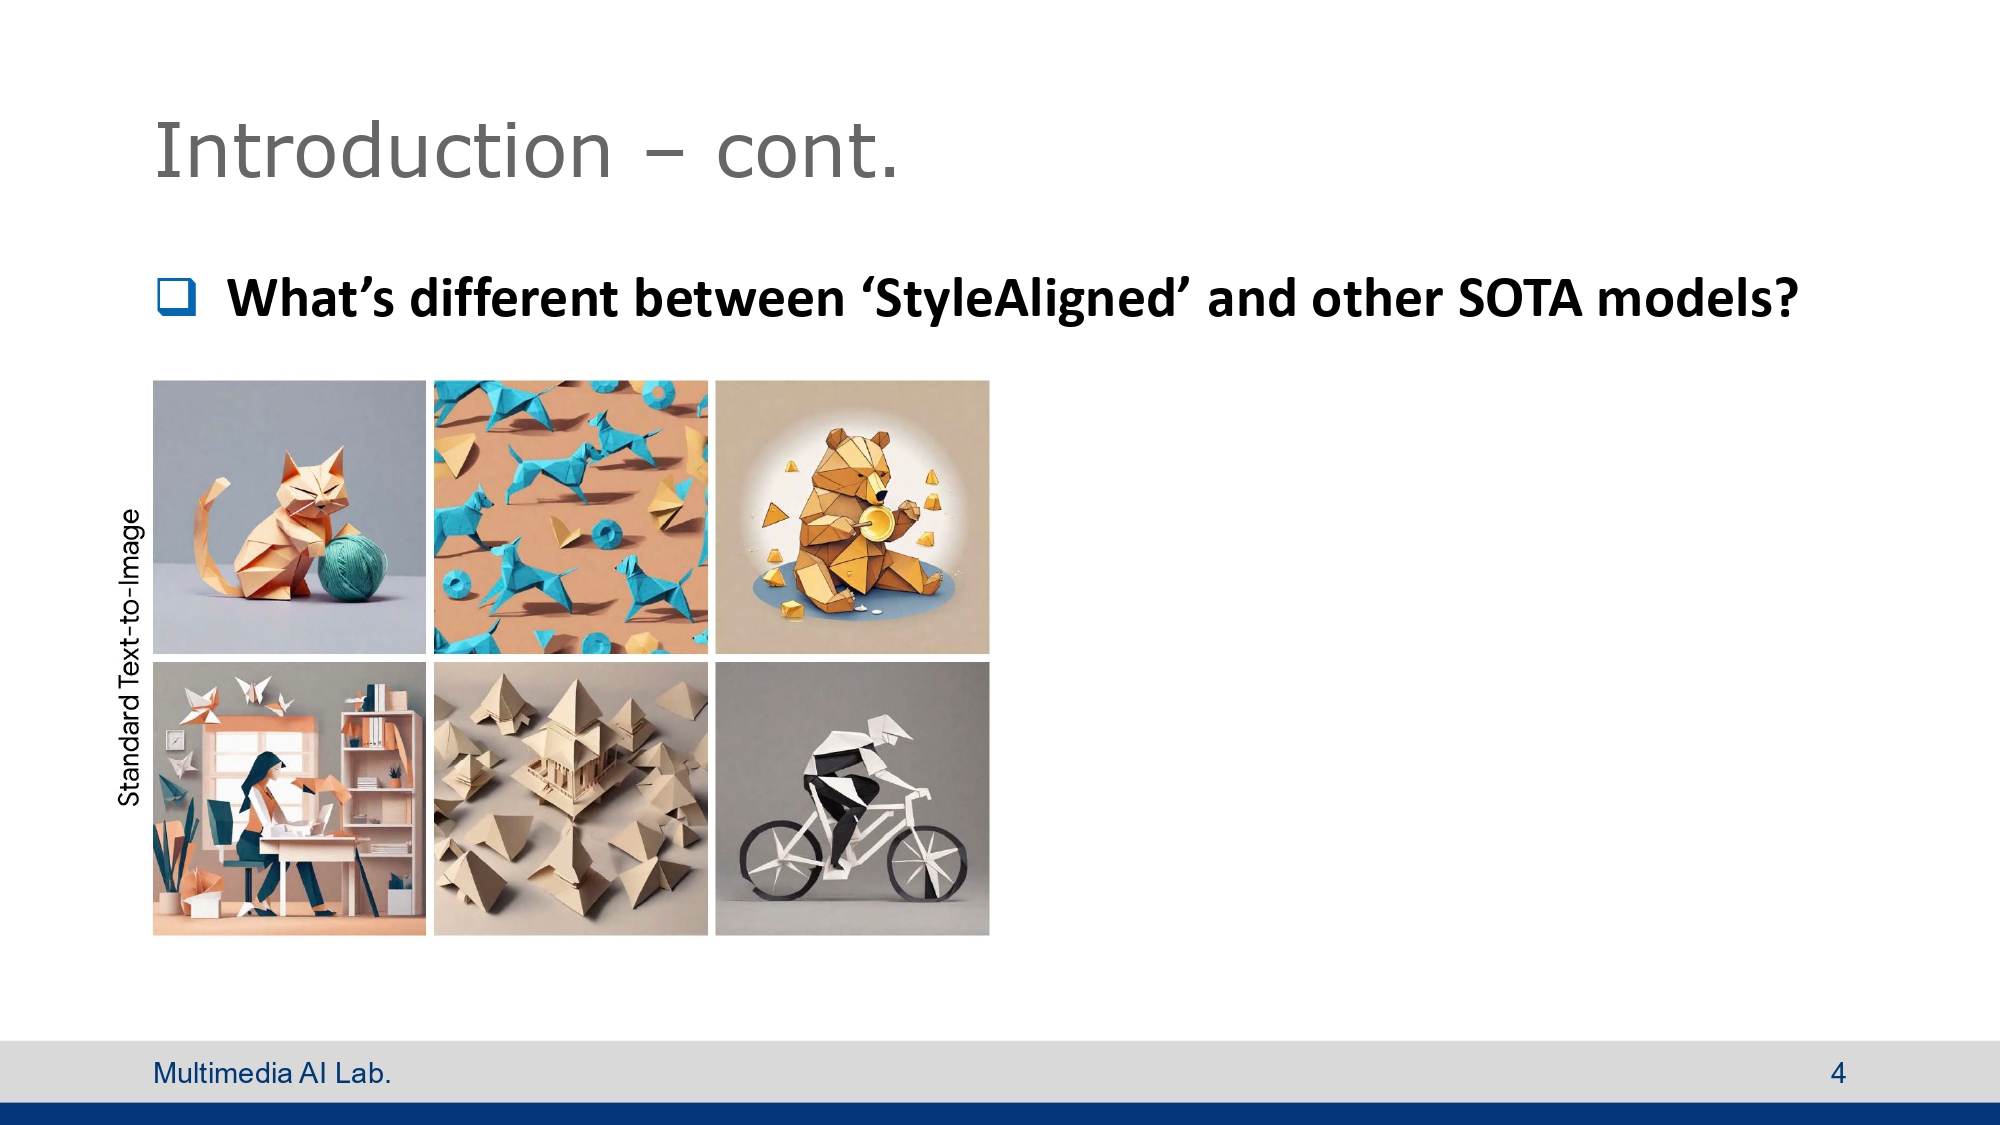 Introduction – cont.
What’s different between ‘StyleAligned’ and other SOTA models?
Standard Text-to-Image
Multimedia AI Lab.
4